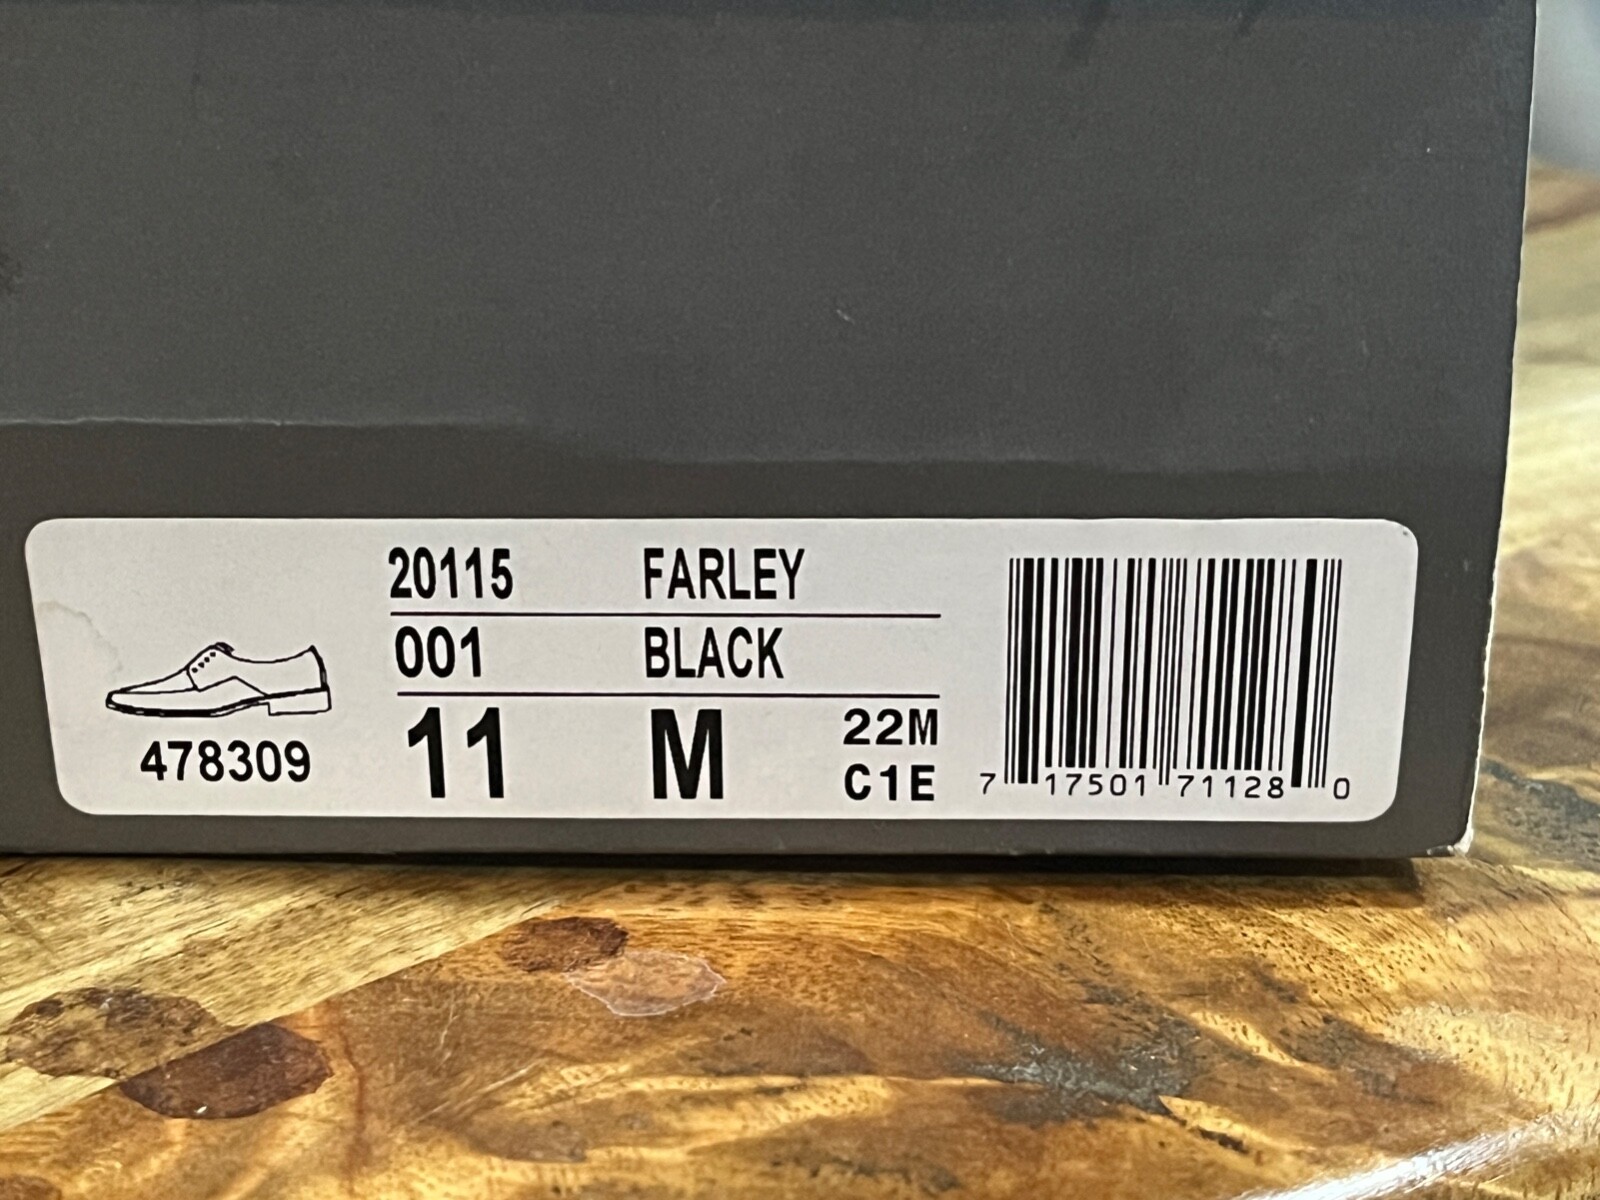 20115 FARLEY
001 BLACK
11 M 22M
C1E
478309
7 17501 71128 0